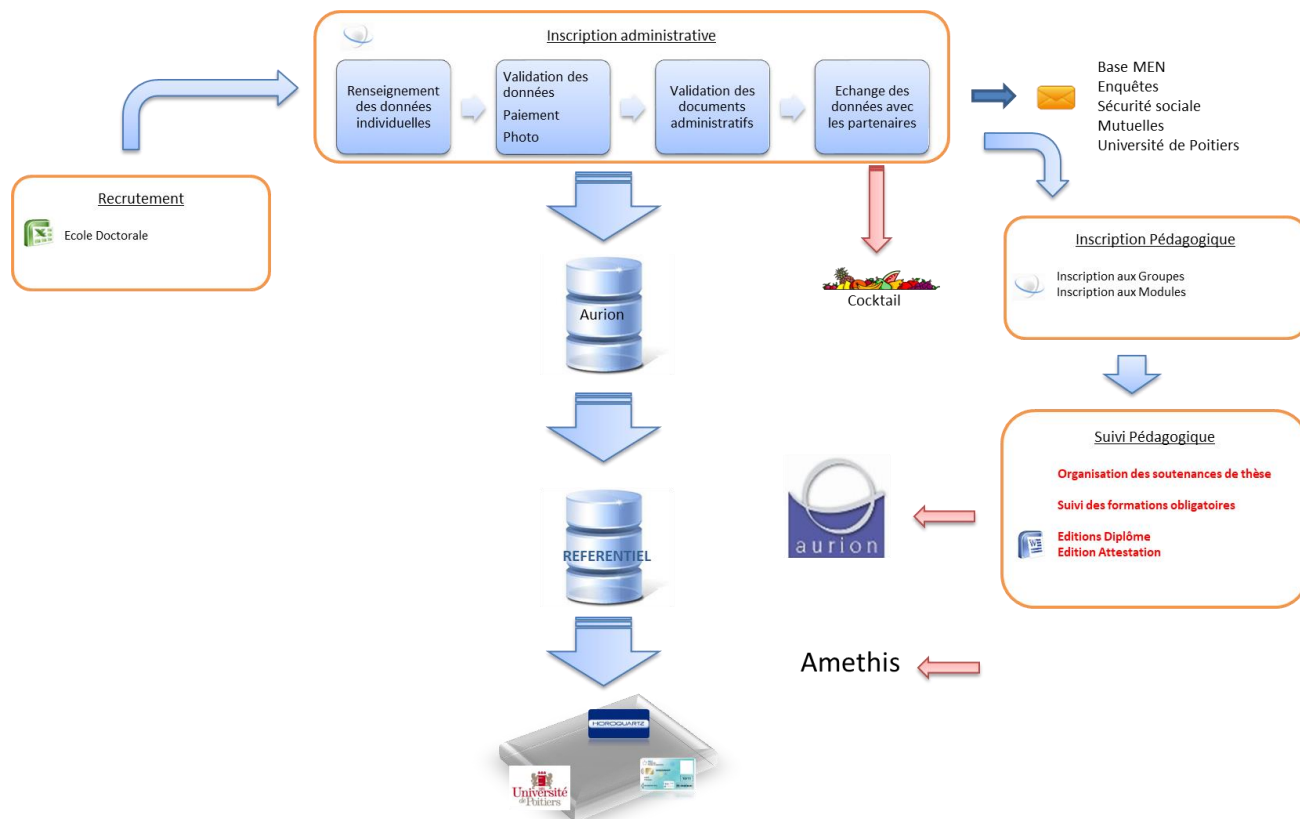 Inscription administrative
Renseignement
des données
individuelles
Validation des
données
Paiement
Photo
Validation des
documents
administratifs
Echange des
données avec
les partenaires
Base MEN
Enquêtes
Sécurité sociale
Mutuelles
Université de Poitiers
Recrutement
Ecole Doctorale
Inscription Pédagogique
Inscription aux Groupes
Inscription aux Modules
Cocktail
Aurion
Suivi Pédagogique
Organisation des soutenances de thèse
Suivi des formations obligatoires
Editions Diplôme
Edition Attestation
aurion
REFERENTIEL
Amethis
HOROQUARTZ
Université
de Poitiers